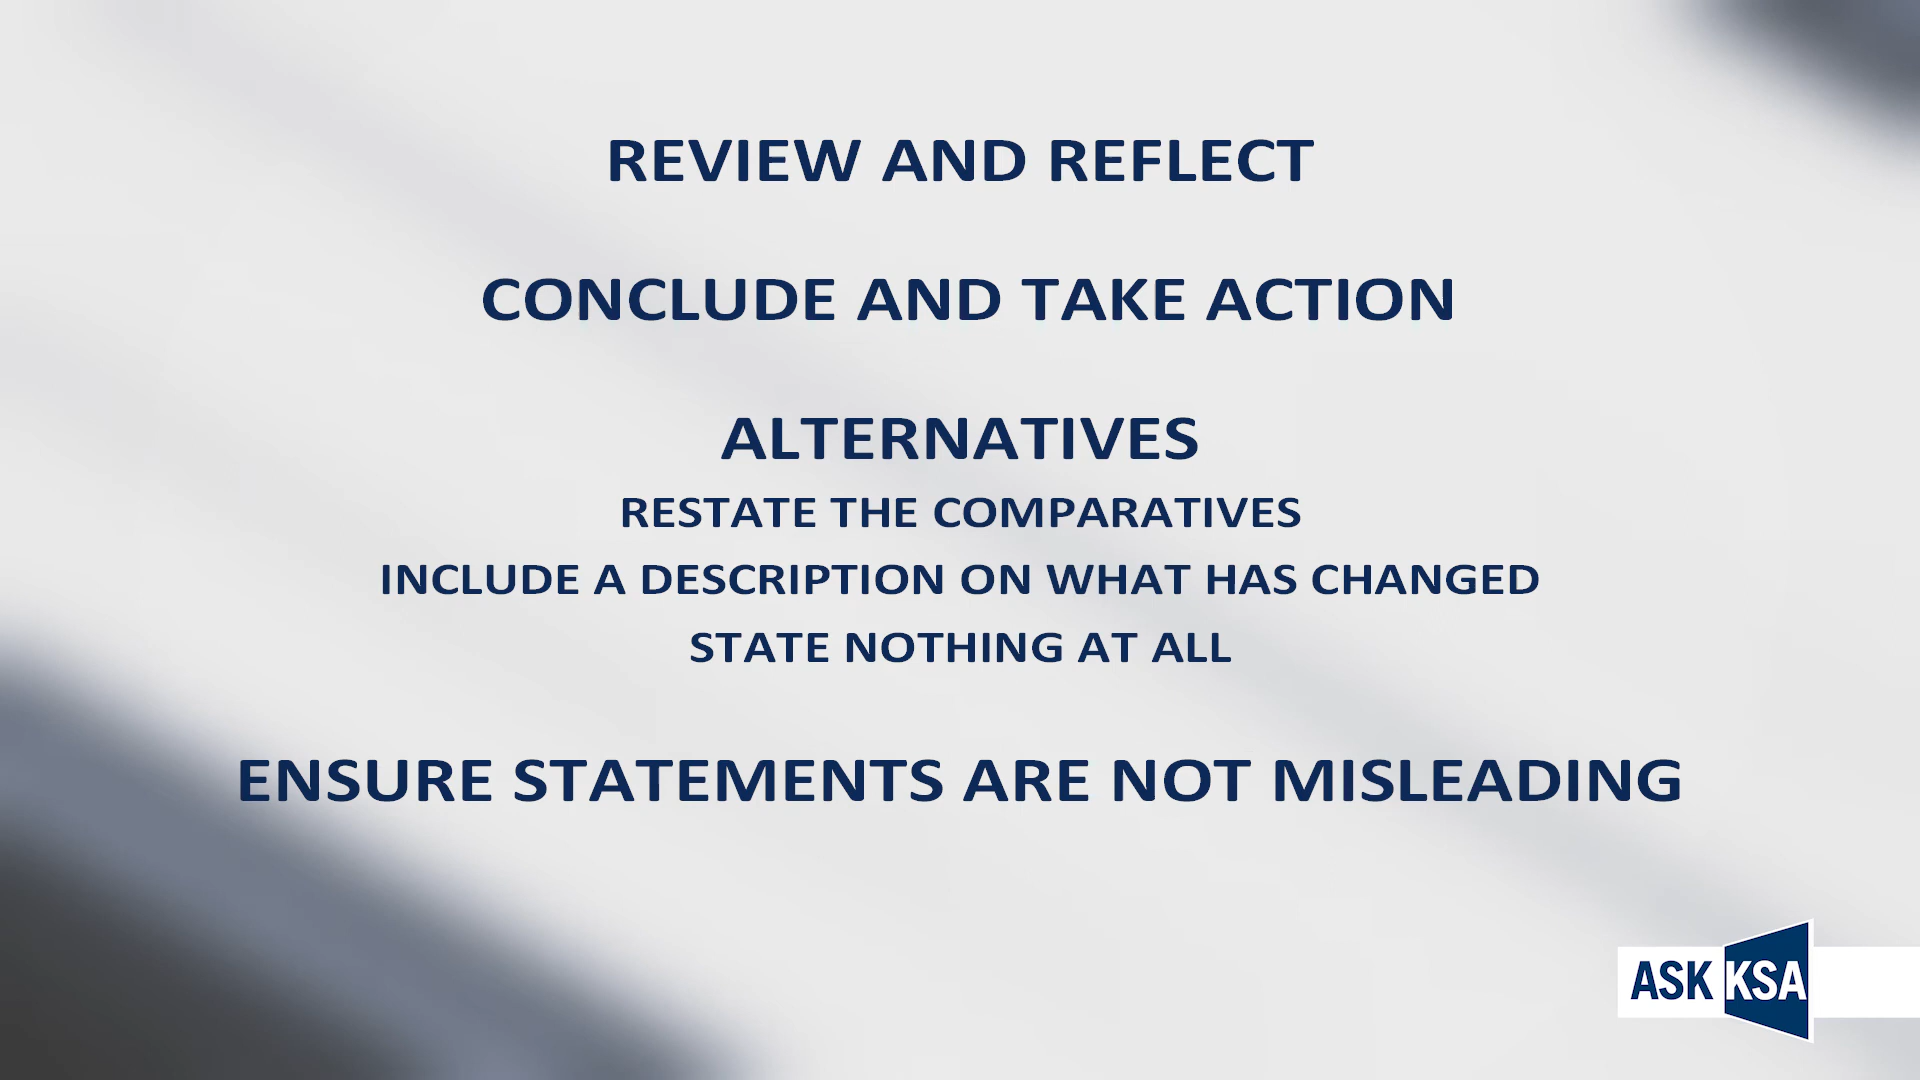 REVIEW AND REFLECT
CONCLUDE AND TAKE ACTION
ALTERNATIVES
RESTATE THE COMPARATIVES
INCLUDE A DESCRIPTION ON WHAT HAS CHANGED
STATE NOTHING AT ALL
ENSURE STATEMENTS ARE NOT MISLEADING
ASK KSA